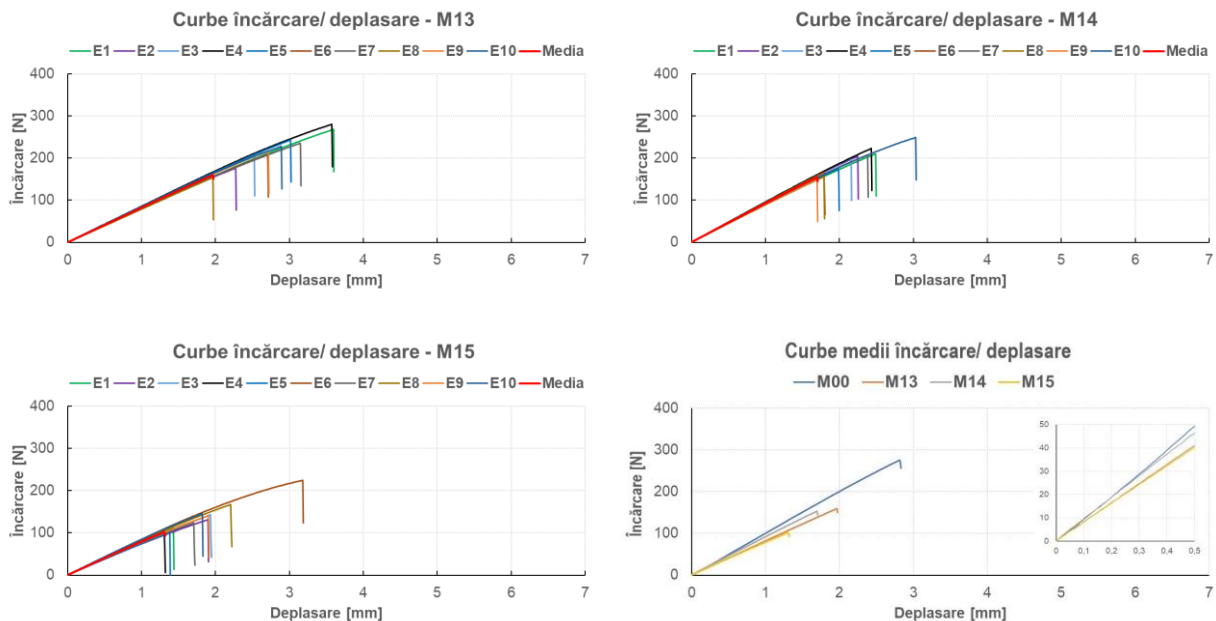 Curbe încărcare/ deplasare - M13
E1 E2 E3 E4 E5 E6 E7 E8 E9 E10 Media
Încărcare [N]
400
300
200
100
0
0 1 2 3 4 5 6 7
Deplasare [mm]
Curbe încărcare/ deplasare - M14
E1 E2 E3 E4 E5 E6 E7 E8 E9 E10 Media
Încărcare [N]
400
300
200
100
0
0 1 2 3 4 5 6 7
Deplasare [mm]
Curbe încărcare/ deplasare - M15
E1 E2 E3 E4 E5 E6 E7 E8 E9 E10 Media
Încărcare [N]
400
300
200
100
0
0 1 2 3 4 5 6 7
Deplasare [mm]
Curbe medii încărcare/ deplasare
M00 M13 M14 M15
Încărcare [N]
400
300
200
100
0
0 1 2 3 4 5 6 7
Deplasare [mm]
50
40
30
20
10
0
0 0,1 0,2 0,3 0,4 0,5